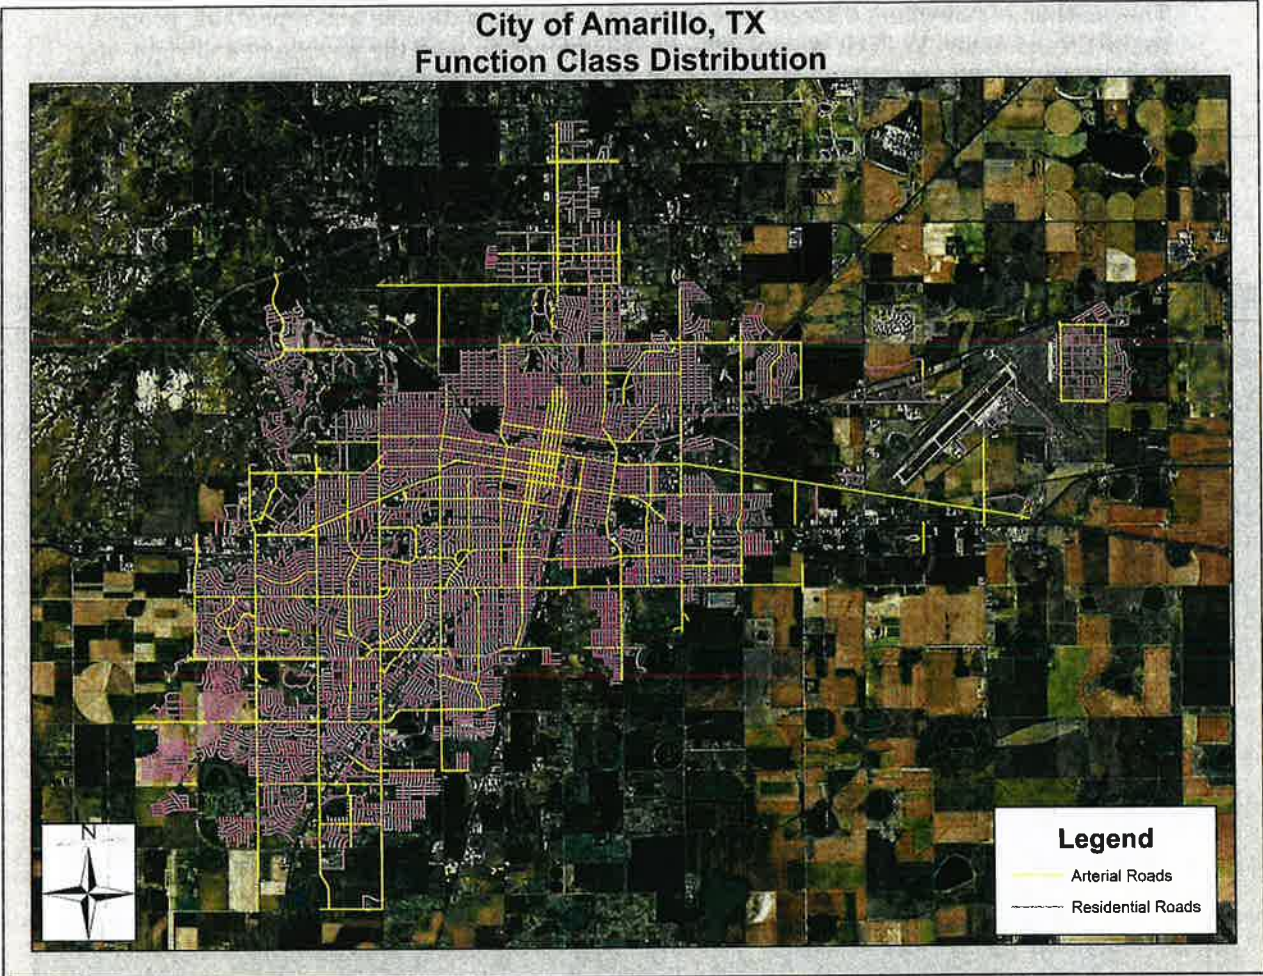 City of Amarillo, TX
Function Class Distribution
N
Legend
Arterial Roads
Residential Roads